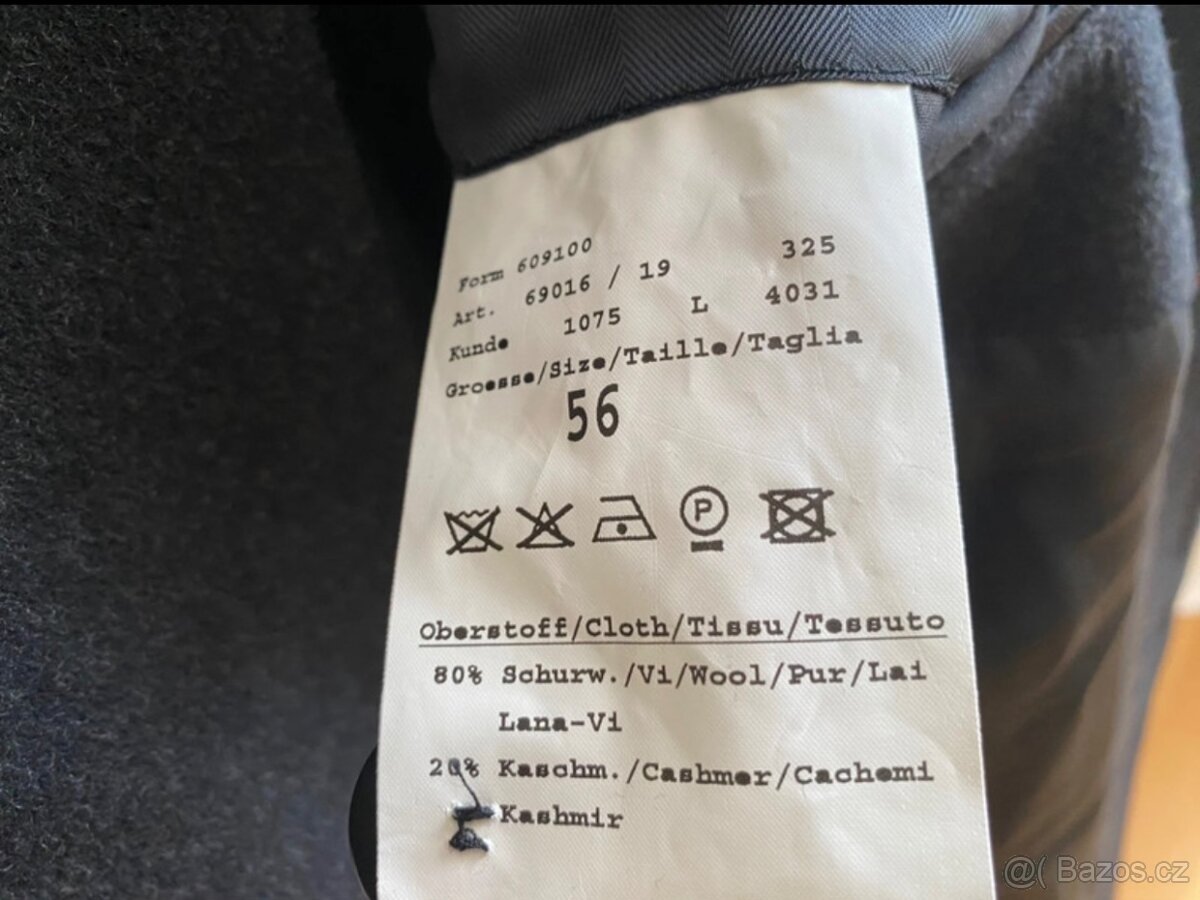 Form 609100 325
Art. 69016 / 19
Kunde 1075 L 4031
Groesse/Size/Taille/Taglia
56
P
Oberstoff/Cloth/Tissu/Tessuto
80% Schurw./Vi/Wool/Pur/Lai
Lana-Vi
20% Kaschm./Cashmer/Cachemi
Kashmir
@( Bazos.cz